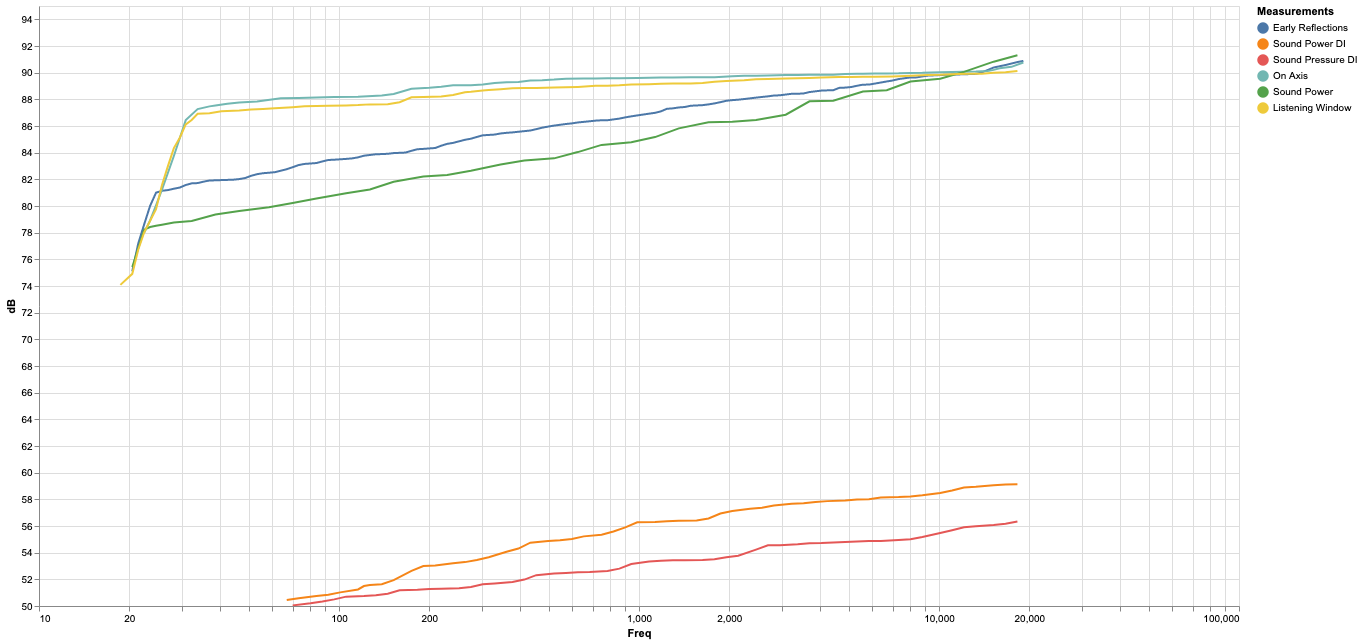 Measurements
Early Reflections
Sound Power DI
Sound Pressure DI
On Axis
Sound Power
Listening Window
dB
94
92
90
88
86
84
82
80
78
76
74
72
70
68
66
64
62
60
58
56
54
52
50
10 20 100 200 1,000 2,000 10,000 20,000 100,000
Freq